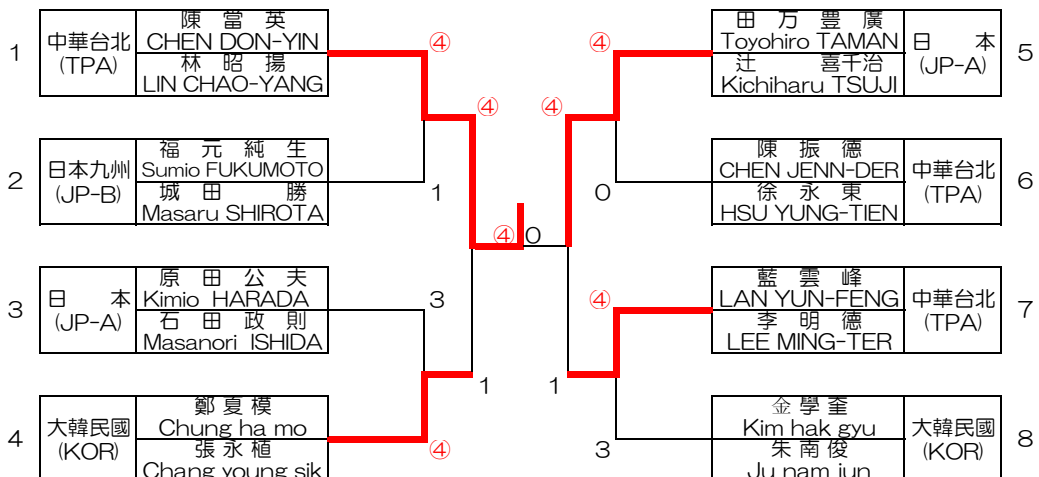 1
中華台北
(TPA)
陳當英
CHEN DON-YIN
林昭揚
LIN CHAO-YANG
④
2
日本九州
(JP-B)
福元純生
Sumio FUKUMOTO
城田 勝
Masaru SHIROTA
1
④
3
日 本
(JP-A)
原田公夫
Kimio HARADA
石田政則
Masanori ISHIDA
3
4
大韓民國
(KOR)
鄭夏模
Chung ha mo
張永植
Chang young sik
④
1
④
0
田万豊廣
Toyohiro TAMAN
辻 喜千治
Kichiharu TSUJI
日 本
(JP-A)
5
④
④
陳振德
CHEN JENN-DER
徐永東
HSU YUNG-TIEN
中華台北
(TPA)
6
0
藍雲峰
LAN YUN-FENG
李明德
LEE MING-TER
中華台北
(TPA)
7
④
1
金學奎
Kim hak gyu
朱南俊
Ju nam jun
大韓民國
(KOR)
8
3